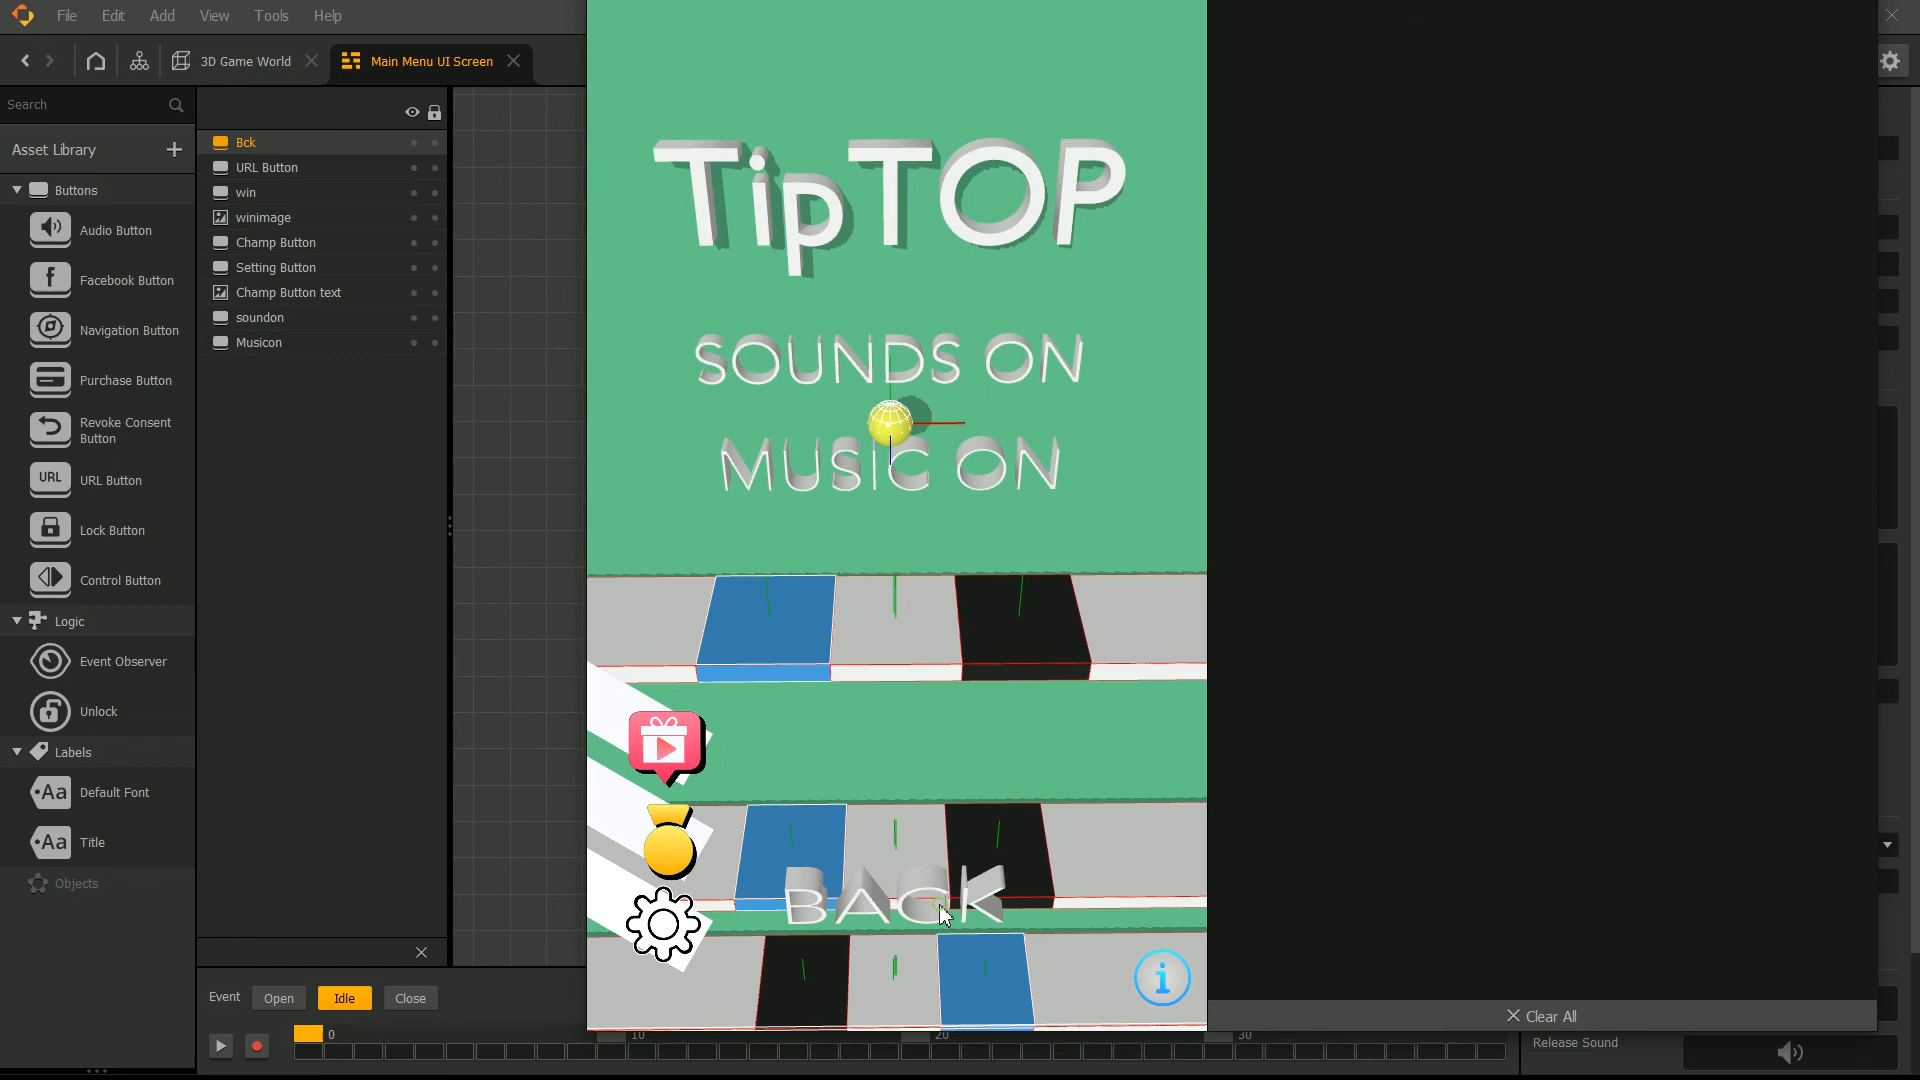 File Edit Add View Tools Help
3D Game World
Main Menu UI Screen
Search
Asset Library
Buttons
Audio Button
Facebook Button
Navigation Button
Purchase Button
Revoke Consent
Button
URL
URL Button
Lock Button
Control Button
Logic
Event Observer
Unlock
Labels
Aa Default Font
Aa Title
Objects
Bck
URL Button
win
winimage
Champ Button
Setting Button
Champ Button text
soundon
Musicon
TipTOP
SOUNDS ON
MUSIC ON
BACK
i
Clear All
Event Open Idle Close
0 10 20 30
Release Sound